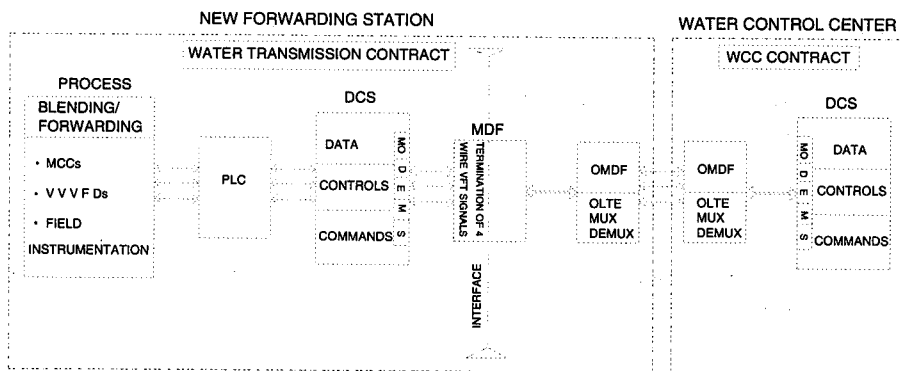 NEW FORWARDING STATION
WATER CONTROL CENTER
WATER TRANSMISSION CONTRACT
WCC CONTRACT
PROCESS
BLENDING/
FORWARDING
• MCCs
• V V V F Ds
• FIELD
INSTRUMENTATION
PLC
DCS
DATA
CONTROLS
COMMANDS
MO D E M S
MDF
TERMINATION OF 4
WIRE VFT SIGNALS
INTERFACE
OMDF
OLTE
MUX
DEMUX
OMDF
OLTE
MUX
DEMUX
DCS
MO D E M S
DATA
CONTROLS
COMMANDS